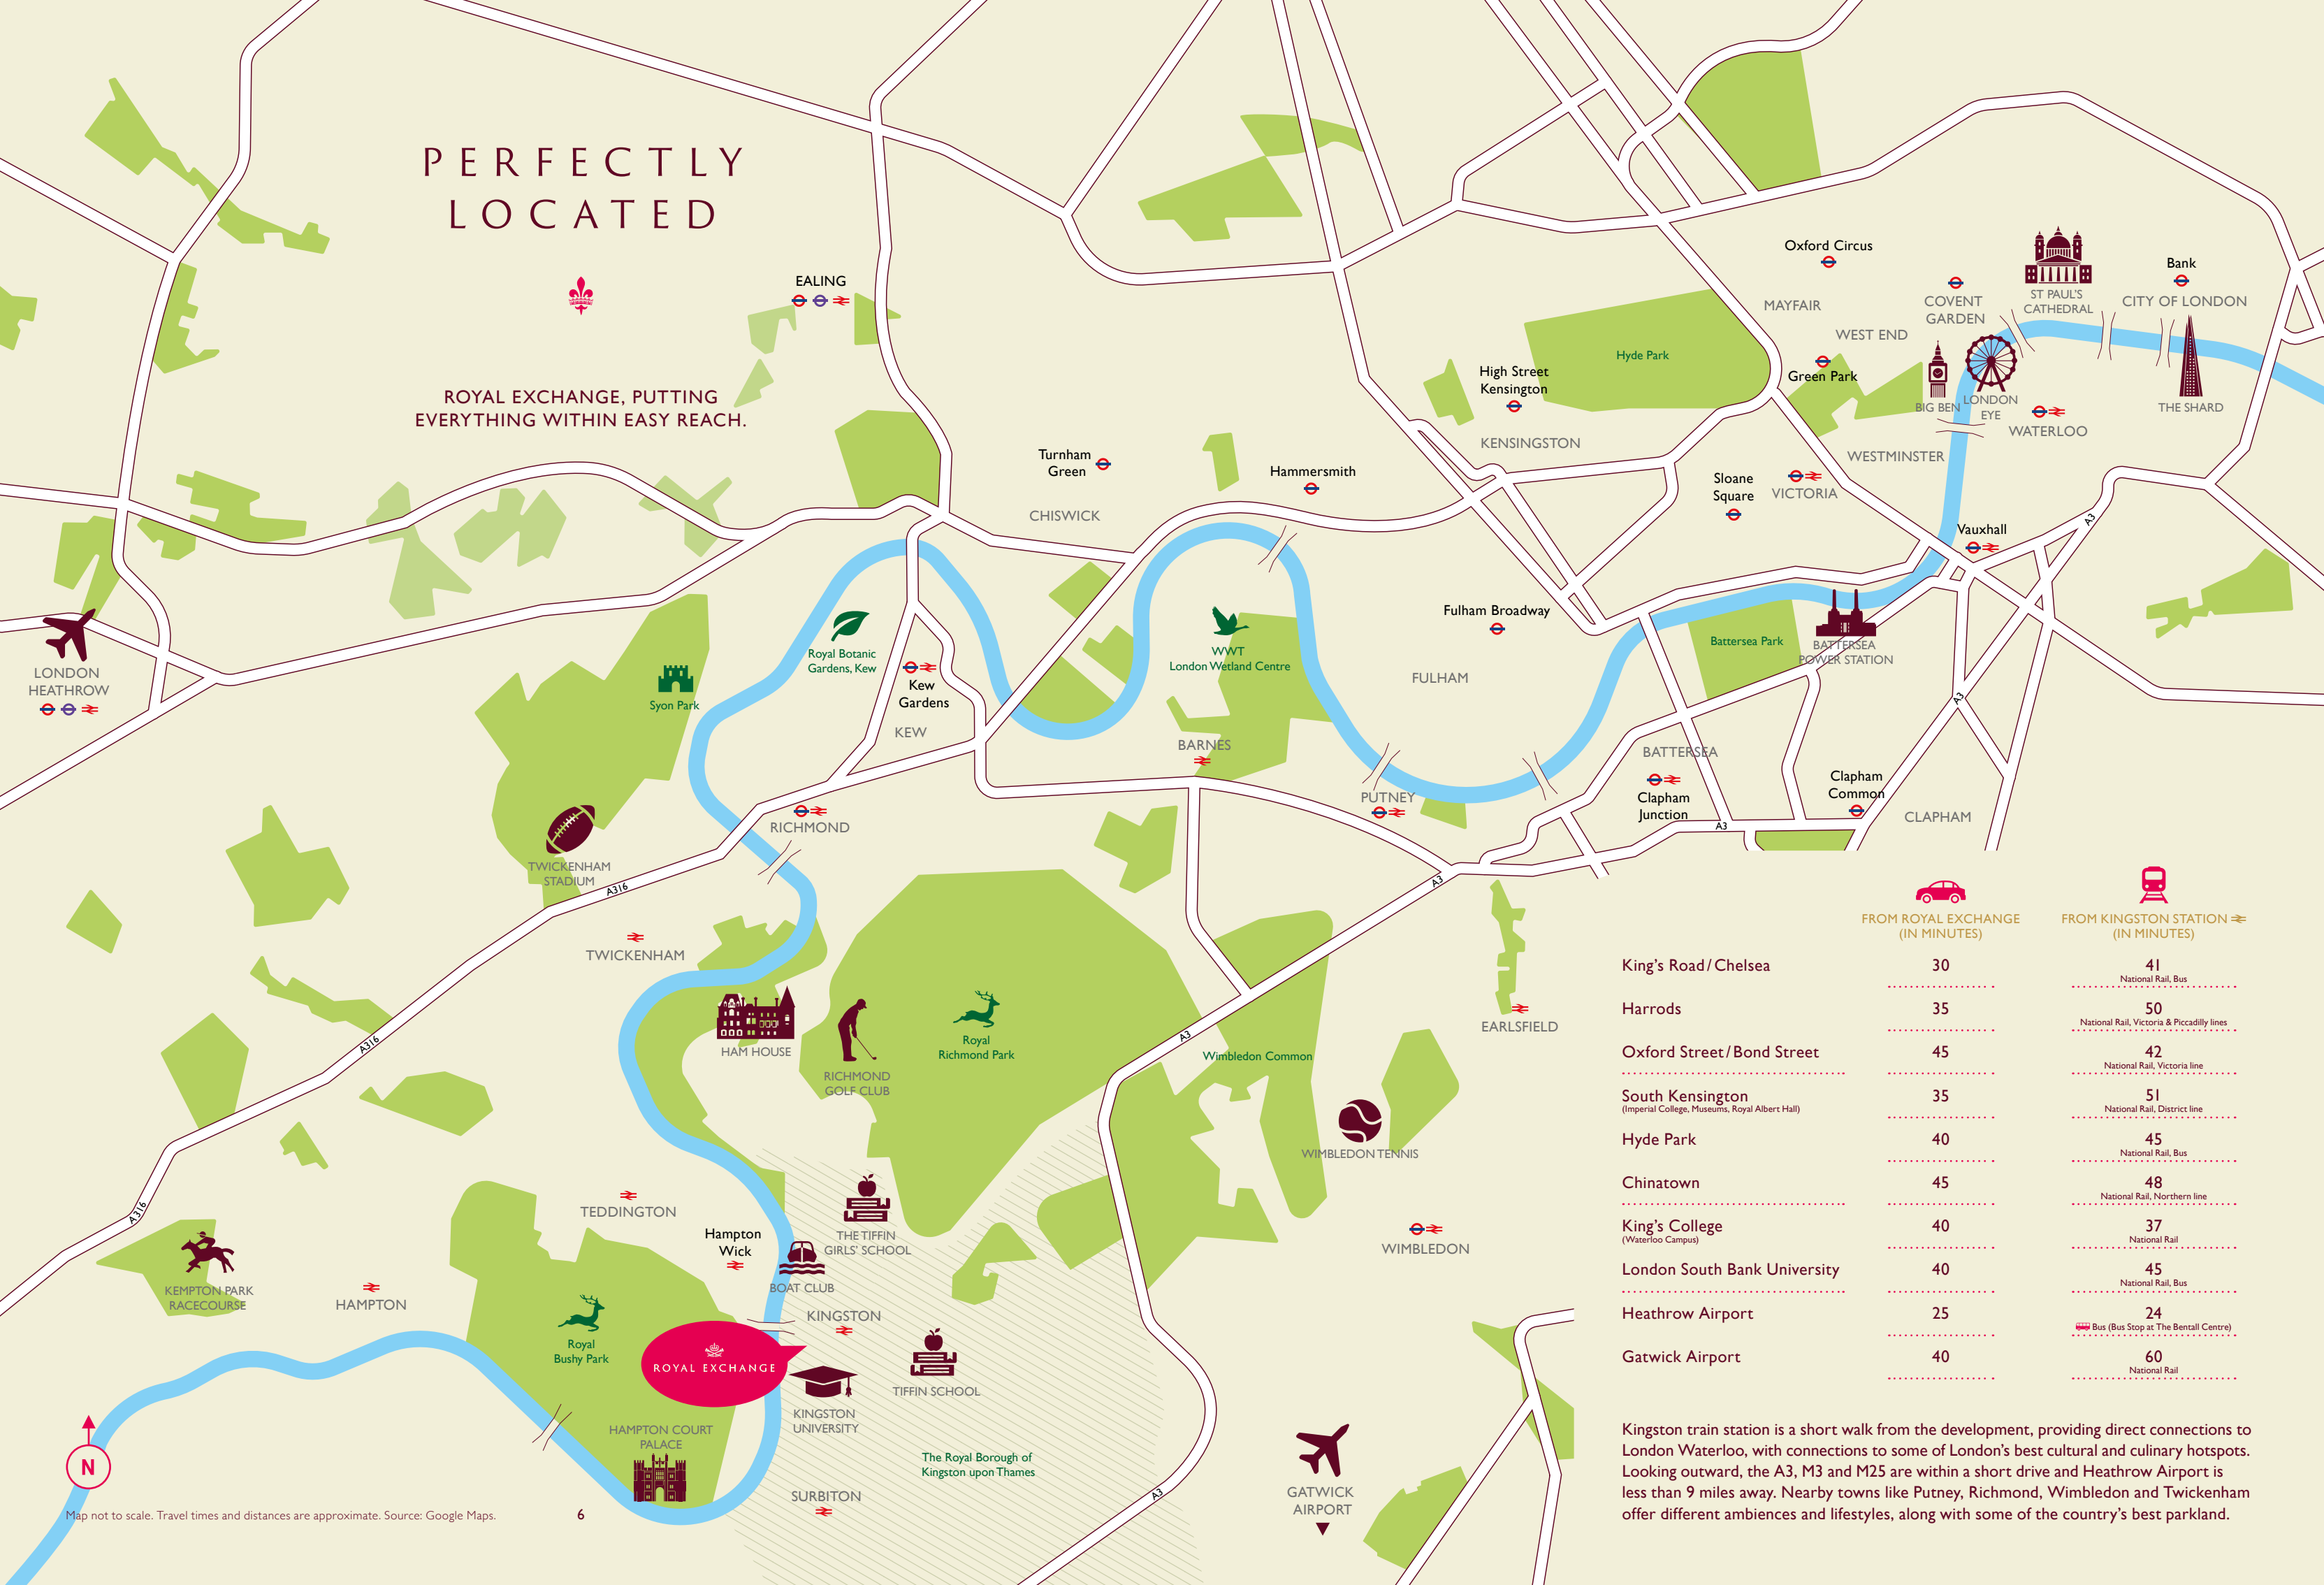 PERFECTLY
LOCATED
ROYAL EXCHANGE, PUTTING
EVERYTHING WITHIN EASY REACH.
EALING
Oxford Circus
MAYFAIR
WEST END
COVENT
GARDEN
ST PAUL'S
CATHEDRAL
Bank
CITY OF LONDON
Hyde Park
High Street
Kensington
KENSINGTON
Green Park
BIG BEN
LONDON
EYE
WATERLOO
THE SHARD
WESTMINSTER
Turnham
Green
Hammersmith
CHISWICK
Sloane
Square
VICTORIA
Vauxhall
A3
LONDON
HEATHROW
Syon Park
Royal Botanic
Gardens, Kew
Kew
Gardens
KEW
WWT
London Wetland Centre
BARNES
Fulham Broadway
FULHAM
Battersea Park
BATTERSEA
POWER STATION
A3
BATTERSEA
Clapham
Junction
Clapham
Common
CLAPHAM
A3
PUTNEY
RICHMOND
TWICKENHAM
STADIUM
A316
A3
TWICKENHAM
HAM HOUSE
RICHMOND
GOLF CLUB
Royal
Richmond Park
A3
Wimbledon Common
EARLSFIELD
A316
WIMBLEDON TENNIS
WIMBLEDON
A316
TEDDINGTON
Hampton
Wick
THE TIFFIN
GIRLS' SCHOOL
BOAT CLUB
KINGSTON
KEMPTON PARK
RACECOURSE
HAMPTON
Royal
Bushy Park
ROYAL EXCHANGE
TIFFIN SCHOOL
KINGSTON
UNIVERSITY
HAMPTON COURT
PALACE
The Royal Borough of
Kingston upon Thames
SURBITON
A3
GATWICK
AIRPORT
N
Map not to scale. Travel times and distances are approximate. Source: Google Maps.
6
FROM ROYAL EXCHANGE
(IN MINUTES)
FROM KINGSTON STATION
(IN MINUTES)
King's Road/Chelsea 30 41
National Rail, Bus
Harrods 35 50
National Rail, Victoria & Piccadilly lines
Oxford Street/Bond Street 45 42
National Rail, Victoria line
South Kensington 35 51
(Imperial College, Museums, Royal Albert Hall) National Rail, District line
Hyde Park 40 45
National Rail, Bus
Chinatown 45 48
National Rail, Northern line
King's College 40 37
(Waterloo Campus) National Rail
London South Bank University 40 45
National Rail, Bus
Heathrow Airport 25 24
Bus (Bus Stop at The Bentall Centre)
Gatwick Airport 40 60
National Rail
Kingston train station is a short walk from the development, providing direct connections to
London Waterloo, with connections to some of London's best cultural and culinary hotspots.
Looking outward, the A3, M3 and M25 are within a short drive and Heathrow Airport is
less than 9 miles away. Nearby towns like Putney, Richmond, Wimbledon and Twickenham
offer different ambiences and lifestyles, along with some of the country's best parkland.